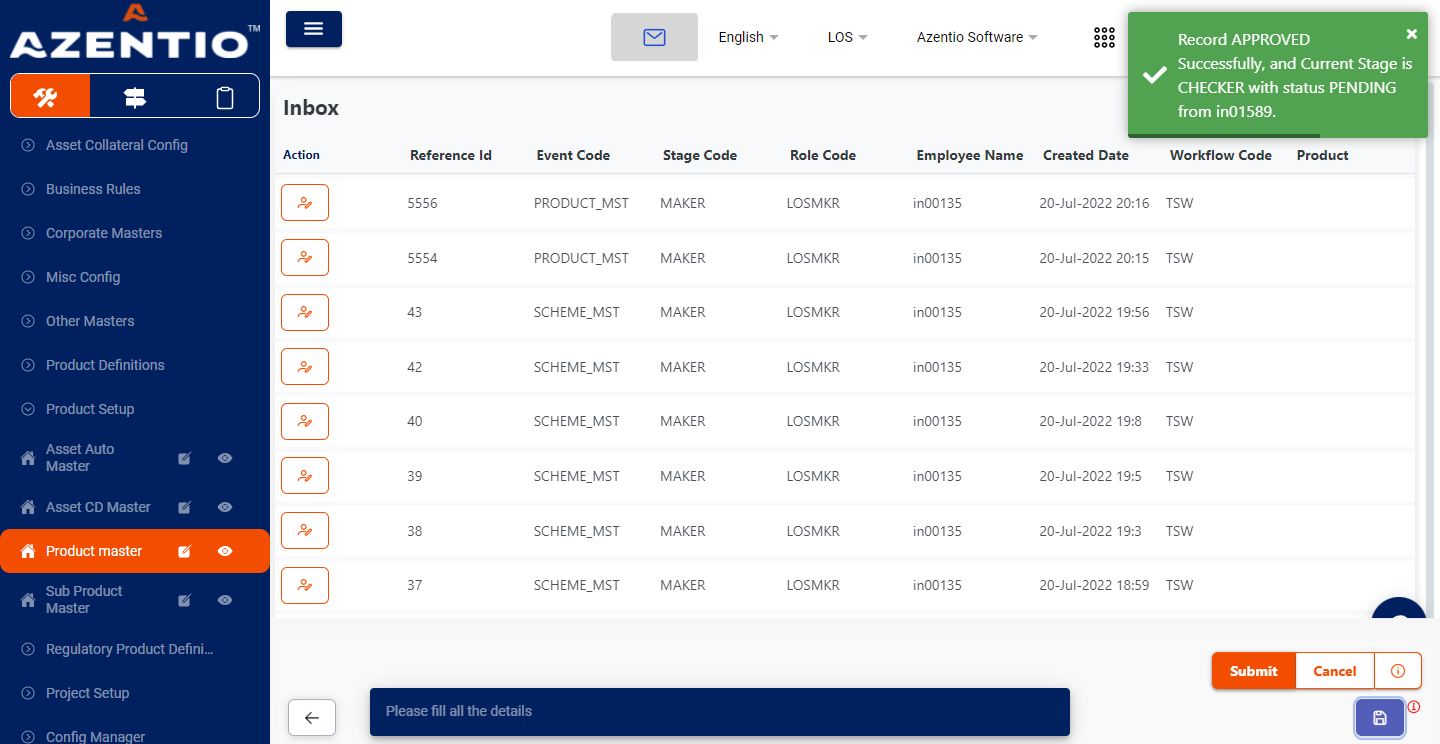 AZENTIO™
English
LOS
Azentio Software
Record APPROVED
Successfully, and Current Stage is
CHECKER with status PENDING
from in01589.
Asset Collateral Config
Business Rules
Corporate Masters
Misc Config
Other Masters
Product Definitions
Product Setup
Asset Auto
Master
Asset CD Master
Product master
Sub Product
Master
Regulatory Product Defini...
Project Setup
Config Manager
Inbox
Action Reference Id Event Code Stage Code Role Code Employee Name Created Date Workflow Code Product
5556 PRODUCT_MST MAKER LOSMKR in00135 20-Jul-2022 20:16 TSW
5554 PRODUCT_MST MAKER LOSMKR in00135 20-Jul-2022 20:15 TSW
43 SCHEME_MST MAKER LOSMKR in00135 20-Jul-2022 19:56 TSW
42 SCHEME_MST MAKER LOSMKR in00135 20-Jul-2022 19:33 TSW
40 SCHEME_MST MAKER LOSMKR in00135 20-Jul-2022 19:8 TSW
39 SCHEME_MST MAKER LOSMKR in00135 20-Jul-2022 19:5 TSW
38 SCHEME_MST MAKER LOSMKR in00135 20-Jul-2022 19:3 TSW
37 SCHEME_MST MAKER LOSMKR in00135 20-Jul-2022 18:59 TSW
Submit Cancel
Please fill all the details